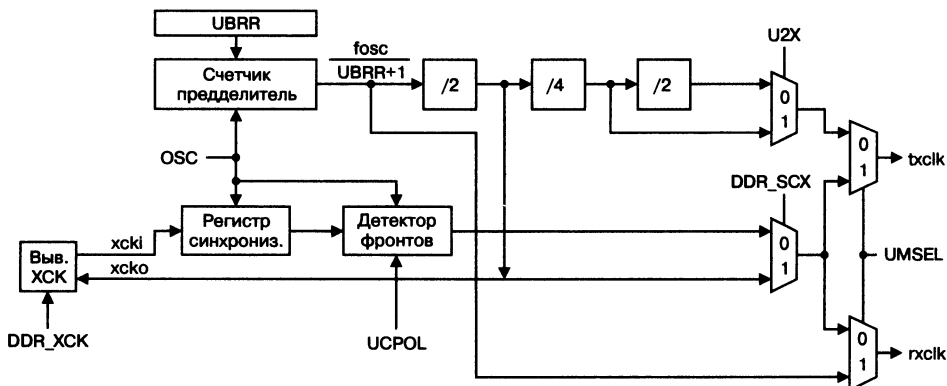 UBRR
fosc
UBRR+1
Счетчик
предделитель
/2
/4
/2
U2X
0
1
0
1
txclk
OSC
DDR_SCX
Регистр
синхрониз.
Детектор
фронтов
0
1
Выв.
XCK
xcki
xcko
UMSEL
DDR_XCK
UCPOL
0
1
rxclk